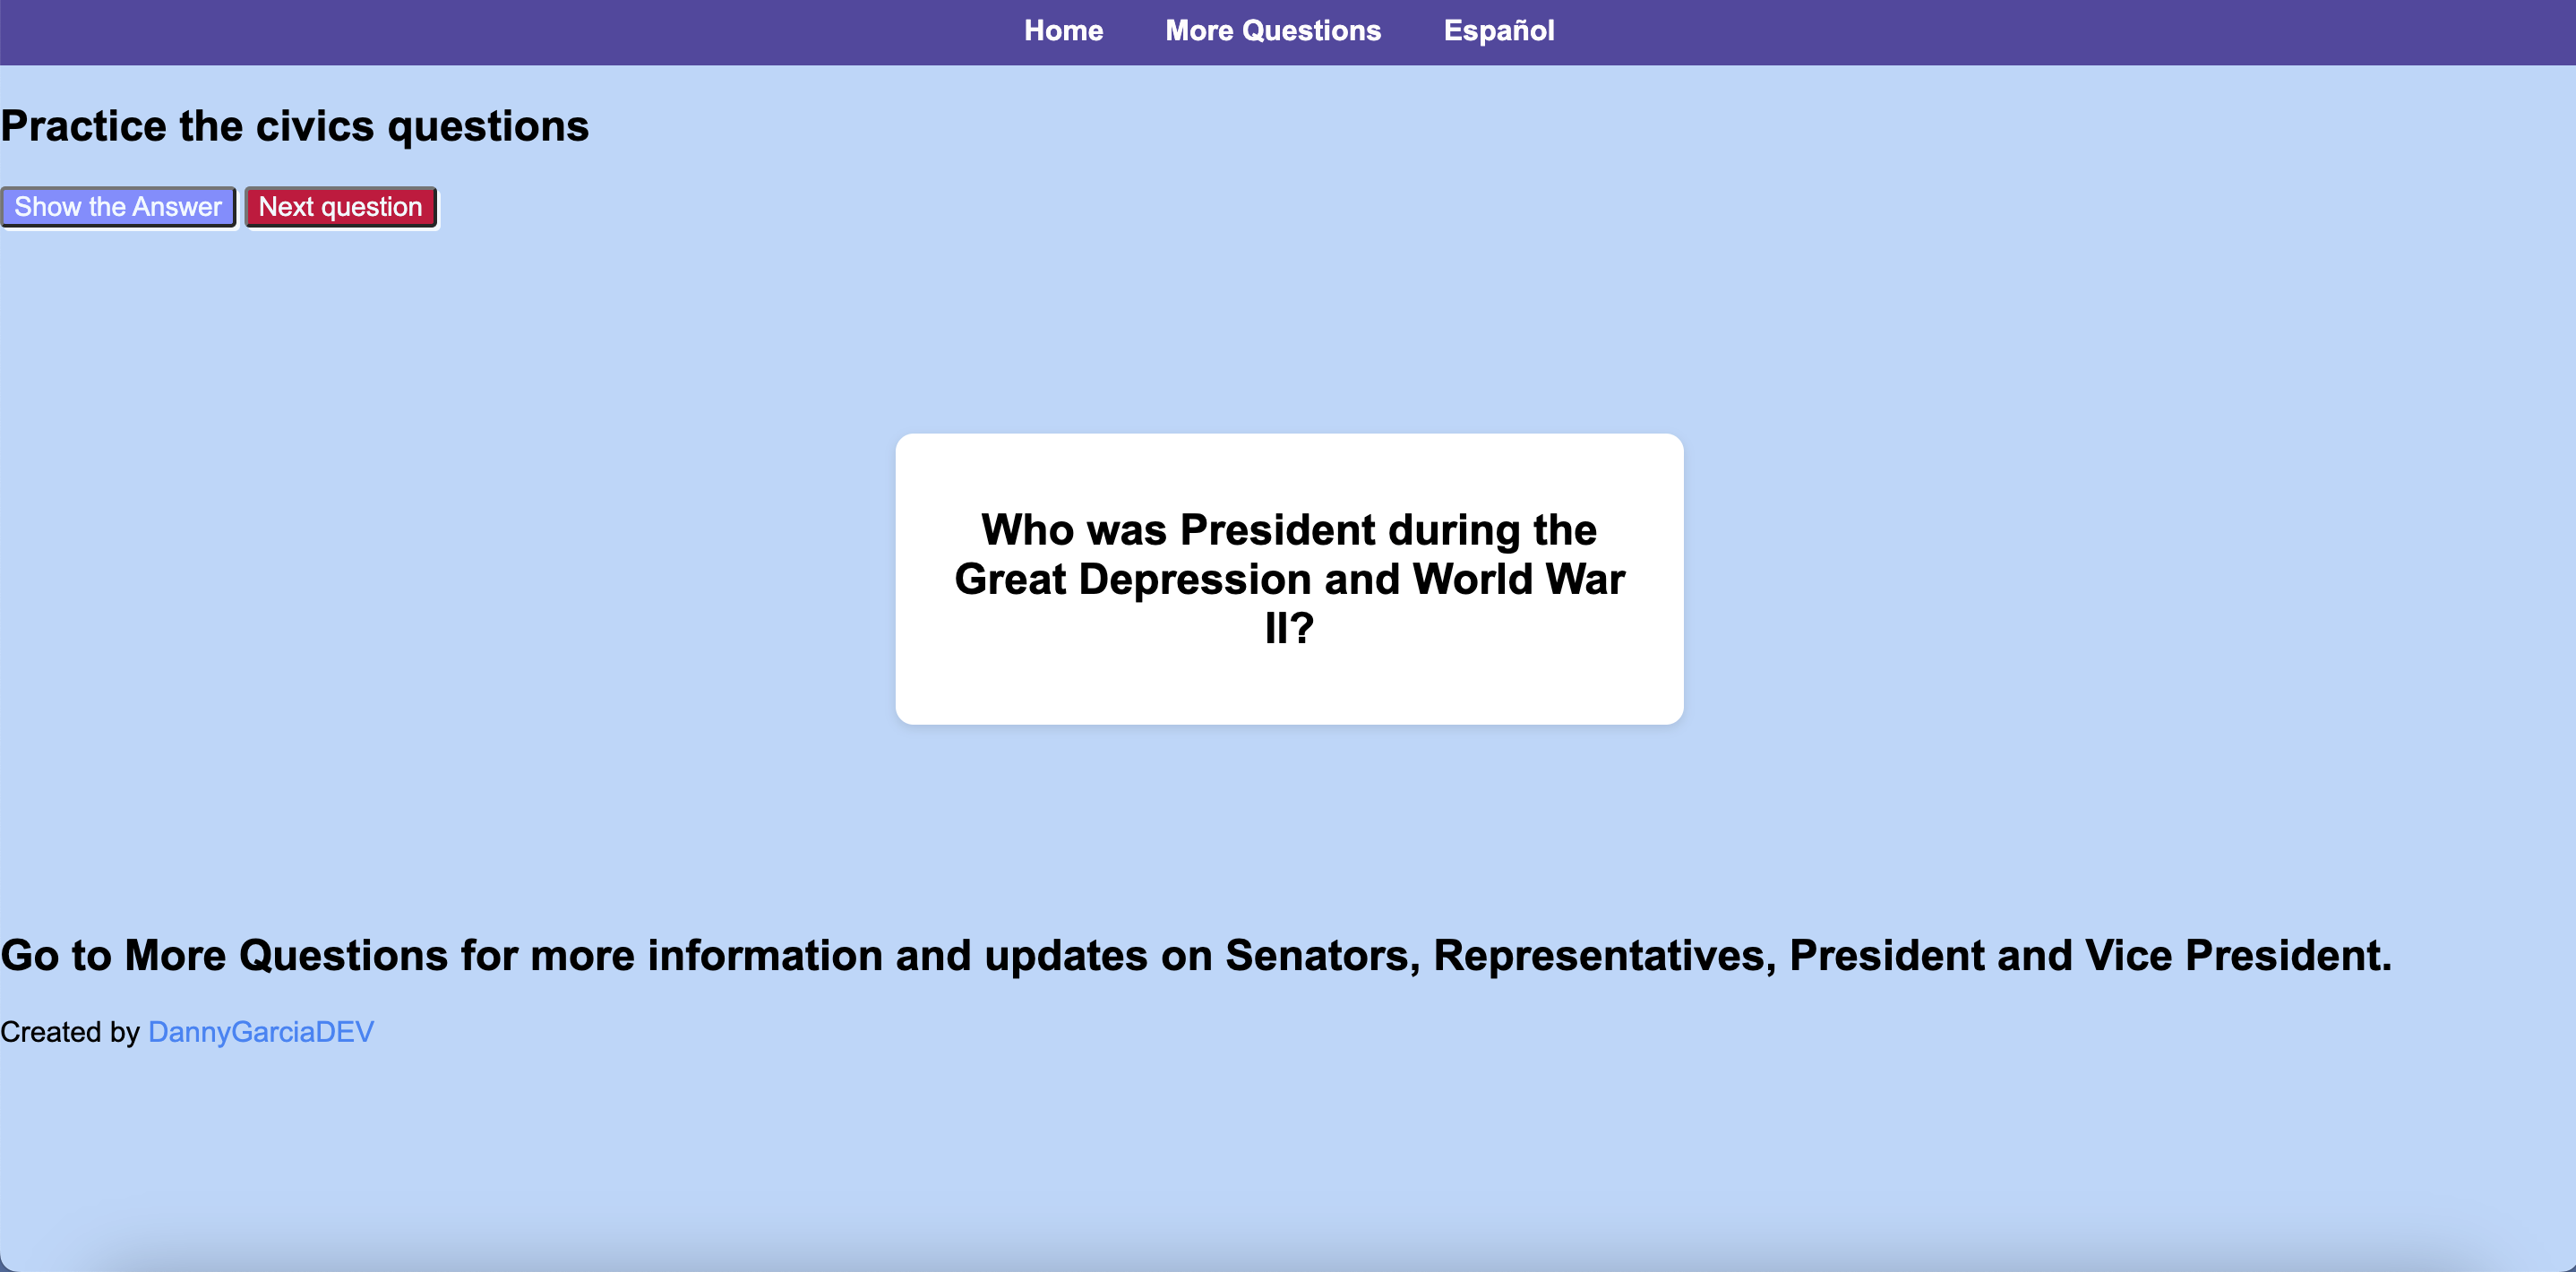 Home More Questions Español
Practice the civics questions
Show the Answer Next question
Who was President during the
Great Depression and World War
II?
Go to More Questions for more information and updates on Senators, Representatives, President and Vice President.
Created by DannyGarciaDEV